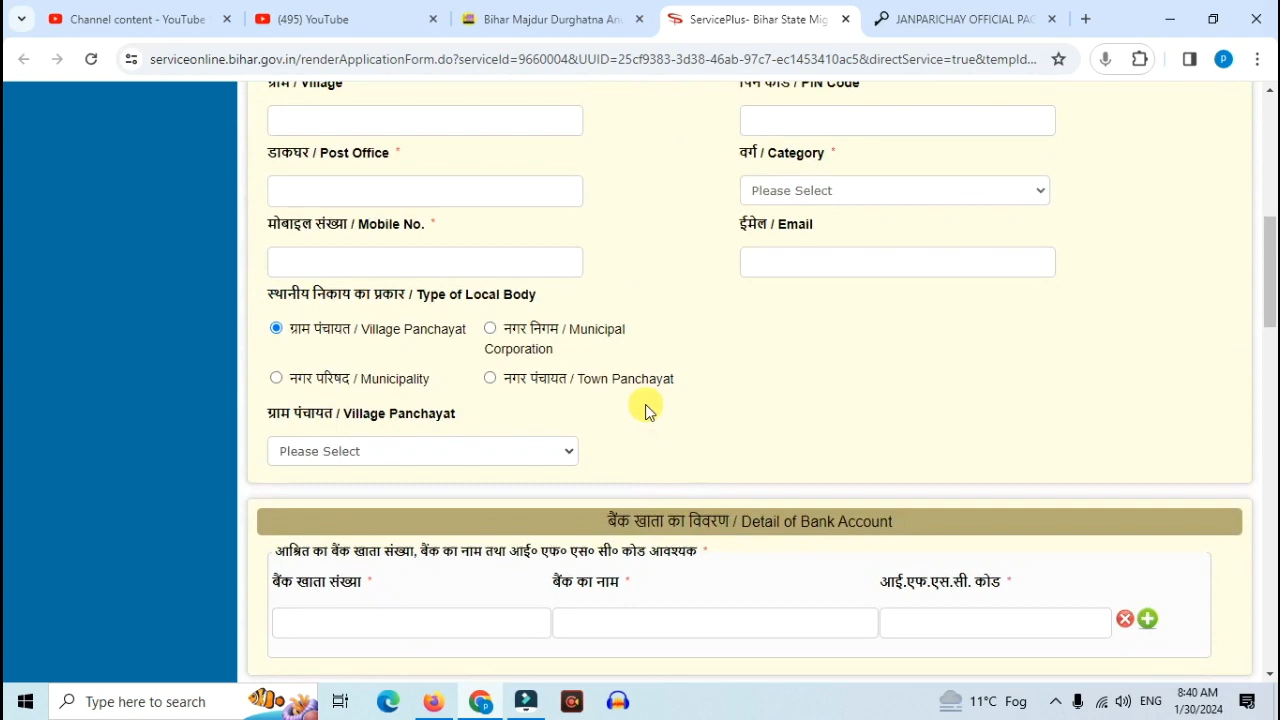 Channel content - YouTube
(495) YouTube
Bihar Majdur Durghatna Anu
ServicePlus- Bihar State Mig
JANPARICHAY OFFICIAL PAG
serviceonline.bihar.gov.in/renderApplicationForm.do?serviceId=9660004&UUID=25cf9383-3d38-46ab-97c7-ec1453410ac5&directService=true&tempId...
P
ग्राम / Village
पिन कोड / PIN Code
डाकघर / Post Office *
वर्ग / Category *
Please Select
मोबाइल संख्या / Mobile No. *
ईमेल / Email
स्थानीय निकाय का प्रकार / Type of Local Body
ग्राम पंचायत / Village Panchayat
नगर निगम / Municipal
Corporation
नगर परिषद / Municipality
नगर पंचायत / Town Panchayat
ग्राम पंचायत / Village Panchayat
Please Select
बैंक खाता का विवरण / Detail of Bank Account
आश्रित का बैंक खाता संख्या, बैंक का नाम तथा आई० एफ० एस० सी० कोड आवश्यक *
बैंक खाता संख्या *
बैंक का नाम *
आई.एफ.एस.सी. कोड *
Type here to search
11°C Fog
ENG
8:40 AM
1/30/2024